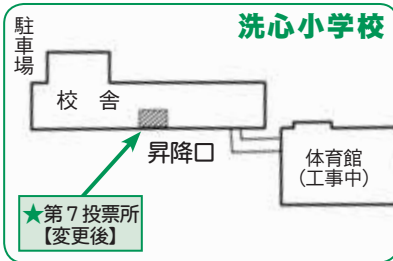 洗心小学校
駐車場
校 舎
昇降口
体育館
(工事中)
★第7投票所
【変更後】